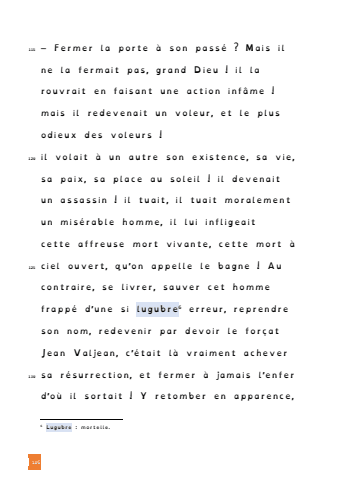 115 – Fermer la porte à son passé ? Mais il
ne la fermait pas, grand Dieu ! il la
rouvrait en faisant une action infâme !
mais il redevenait un voleur, et le plus
odieux des voleurs !
120 il volait à un autre son existence, sa vie,
sa paix, sa place au soleil ! il devenait
un assassin ! il tuait, il tuait moralement
un misérable homme, il lui infligeait
cette affreuse mort vivante, cette mort à
125 ciel ouvert, qu’on appelle le bagne ! Au
contraire, se livrer, sauver cet homme
frappé d’une si lugubre⁶ erreur, reprendre
son nom, redevenir par devoir le forçat
Jean Valjean, c’était là vraiment achever
130 sa résurrection, et fermer à jamais l’enfer
d’où il sortait ! Y retomber en apparence,
Lugubre : mortelle.